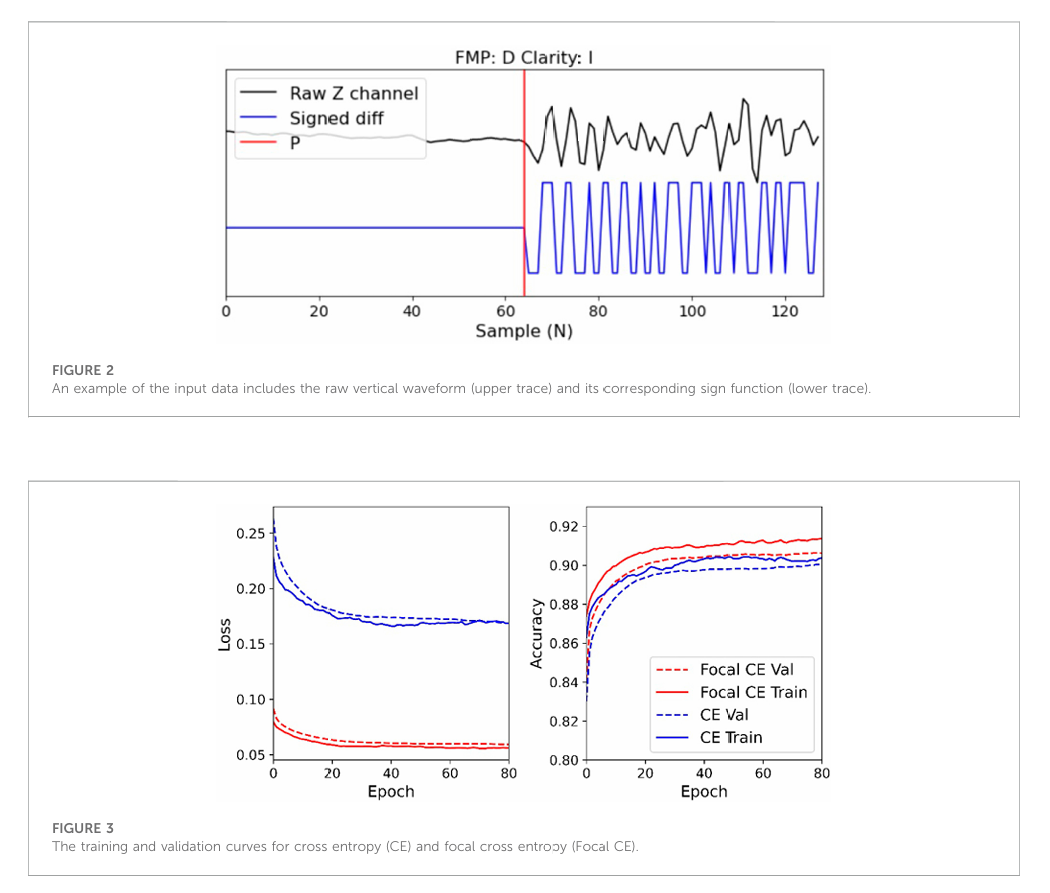 FMP: D Clarity: I
Raw Z channel
Signed diff
P
0 20 40 60 80 100 120
Sample (N)
FIGURE 2
An example of the input data includes the raw vertical waveform (upper trace) and its corresponding sign function (lower trace).
0.25
0.20
0.15
0.10
0.05
Loss
0 20 40 60 80
Epoch
0.92
0.90
0.88
0.86
0.84
0.82
0.80
Accuracy
Focal CE Val
Focal CE Train
CE Val
CE Train
0 20 40 60 80
Epoch
FIGURE 3
The training and validation curves for cross entropy (CE) and focal cross entropy (Focal CE).